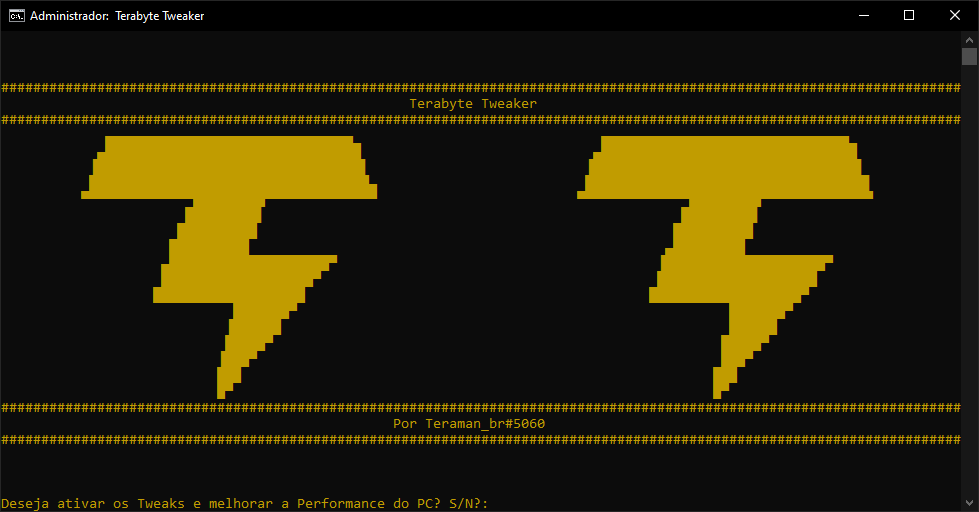 Administrador: Terabyte Tweaker
########################################################################################################################
Terabyte Tweaker
########################################################################################################################
########################################################################################################################
Por Teraman_br#5060
########################################################################################################################
Deseja ativar os Tweaks e melhorar a Performance do PC? S/N?: